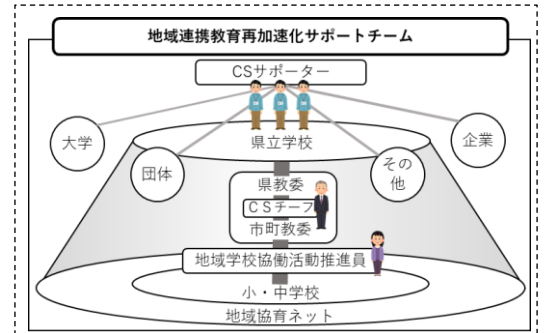 地域連携教育再加速化サポートチーム
CSサポーター
大学
企業
県立学校
団体
その
他
県教委
CSチーフ
市町教委
地域学校協働活動推進員
小・中学校
地域協育ネット